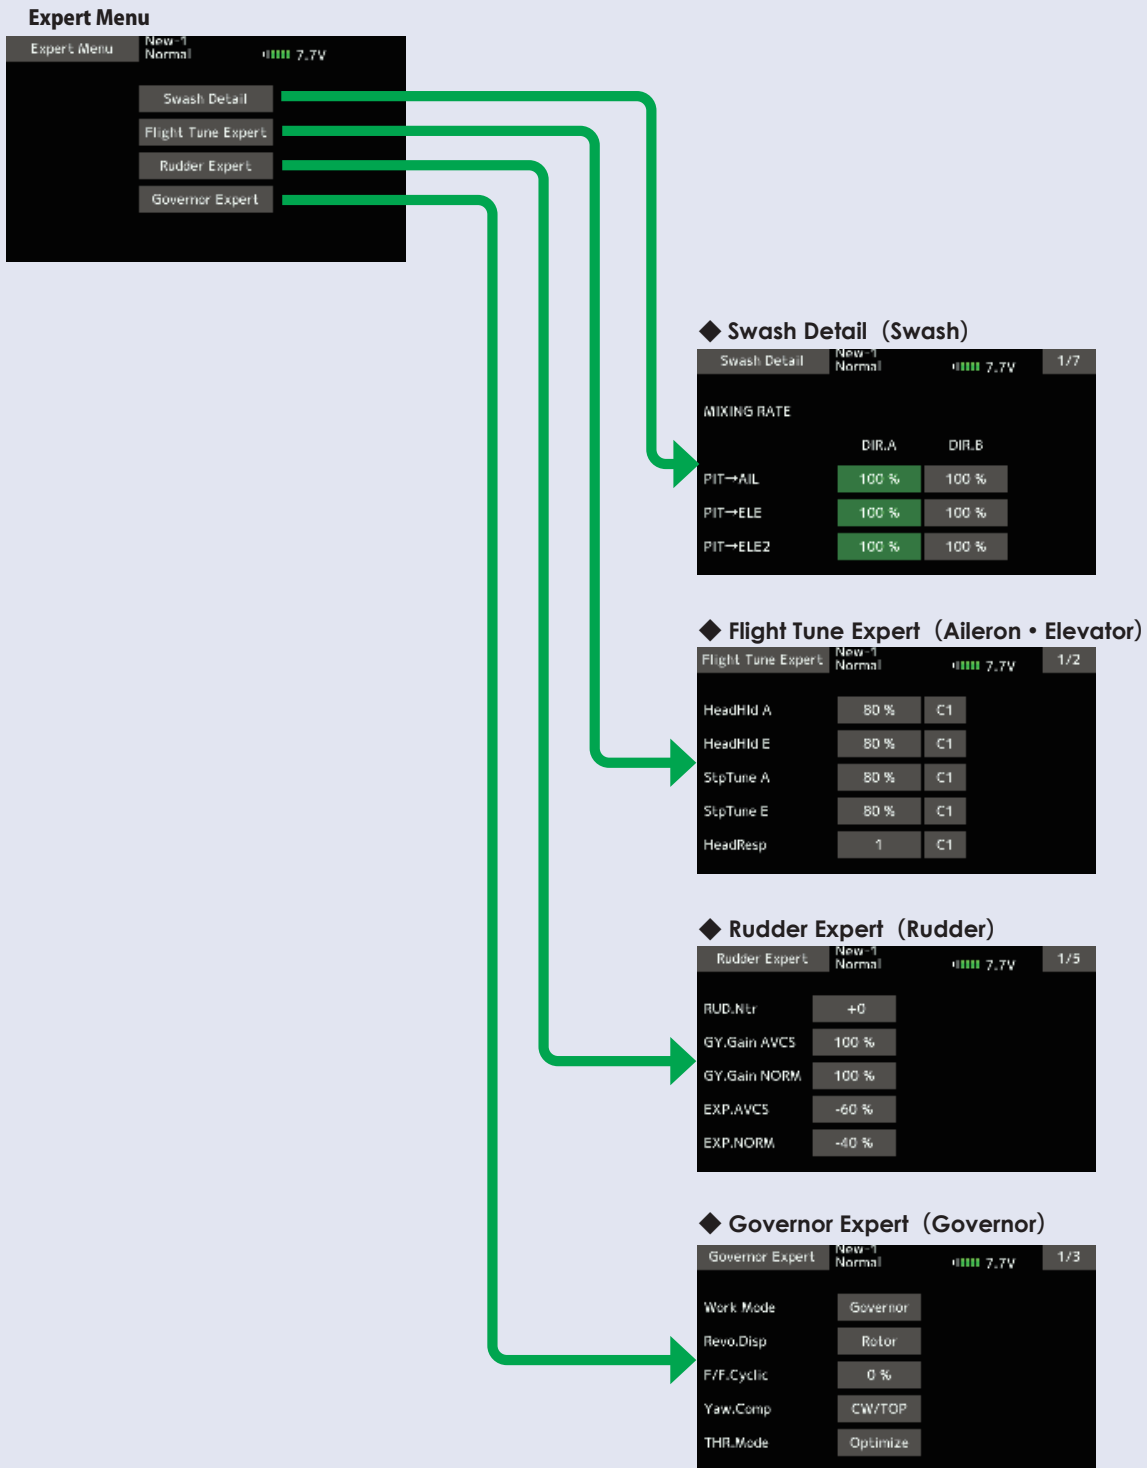 Expert Menu
Expert Menu New-1 Normal 7.7V
Swash Detail
Flight Tune Expert
Rudder Expert
Governor Expert
◆ Swash Detail（Swash）
Swash Detail New-1 Normal 7.7V 1/7
MIXING RATE
DIR.A DIR.B
PIT→AIL 100 % 100 %
PIT→ELE 100 % 100 %
PIT→ELE2 100 % 100 %
◆ Flight Tune Expert（Aileron・Elevator）
Flight Tune Expert New-1 Normal 7.7V 1/2
HeadHld A 80 % C1
HeadHld E 80 % C1
StpTune A 80 % C1
StpTune E 80 % C1
HeadResp 1 C1
◆ Rudder Expert（Rudder）
Rudder Expert New-1 Normal 7.7V 1/5
RUD.Ntr +0
GY.Gain AVCS 100 %
GY.Gain NORM 100 %
EXP.AVCS -60 %
EXP.NORM -40 %
◆ Governor Expert（Governor）
Governor Expert New-1 Normal 7.7V 1/3
Work Mode Governor
Revo.Disp Rotor
F/F.Cyclic 0 %
Yaw.Comp CW/TOP
THR.Mode Optimize